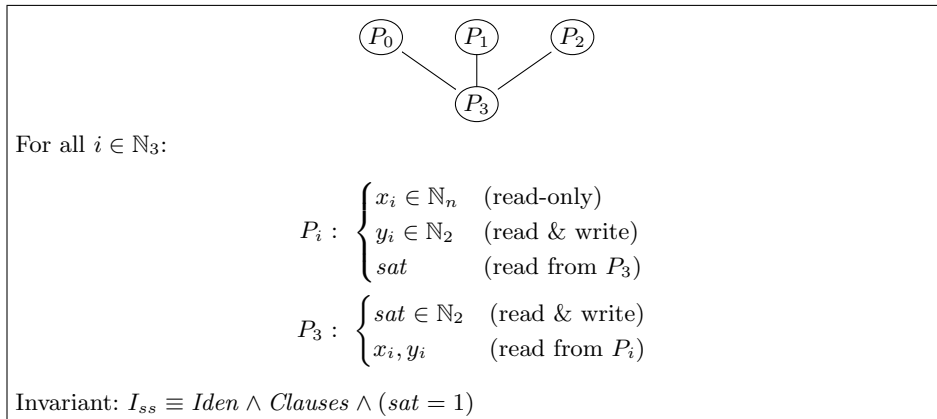 P₀ P₁ P₂
P₃
For all i ∈ ℕ₃:
xᵢ ∈ ℕₙ (read-only)
Pᵢ : { yᵢ ∈ ℕ₂ (read & write)
sat (read from P₃)
P₃ : { sat ∈ ℕ₂ (read & write)
xᵢ, yᵢ (read from Pᵢ)
Invariant: Iₛₛ ≡ Iden ∧ Clauses ∧ (sat = 1)